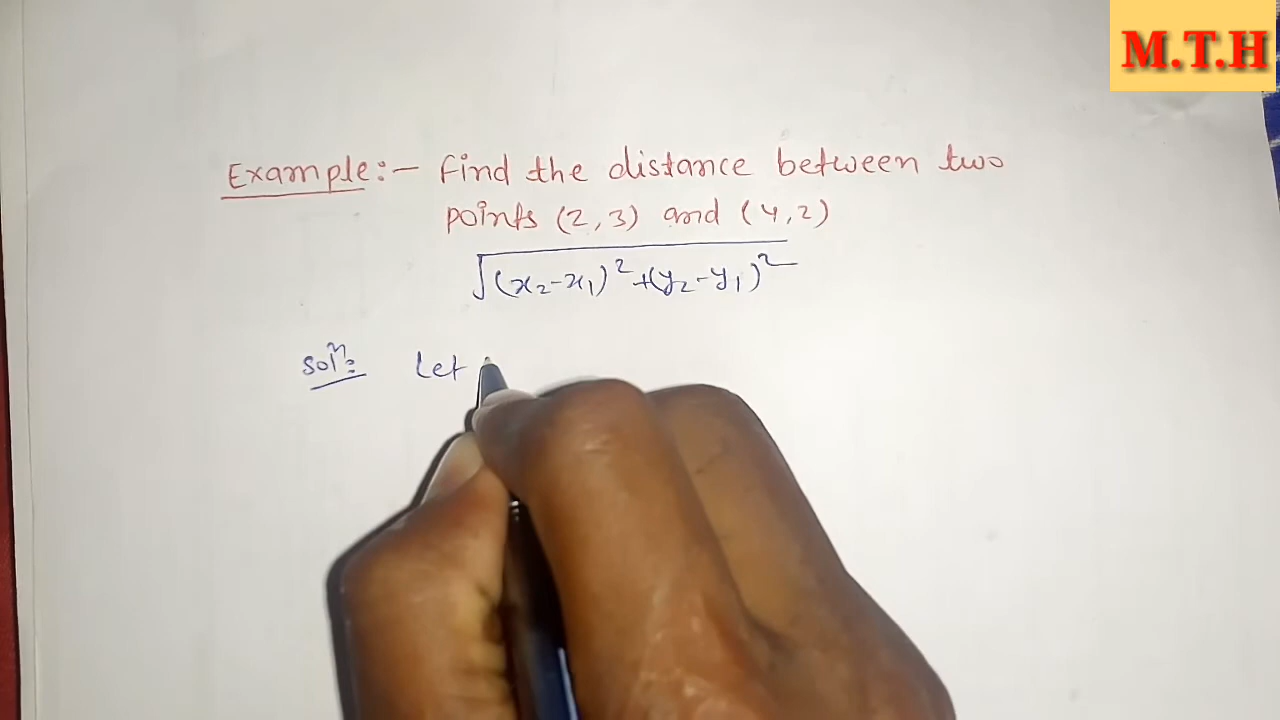 M.T.H
Example:- Find the distance between two
points (2,3) and (4,2)
√(x₂-x₁)²+(y₂-y₁)²
Solⁿ: Let